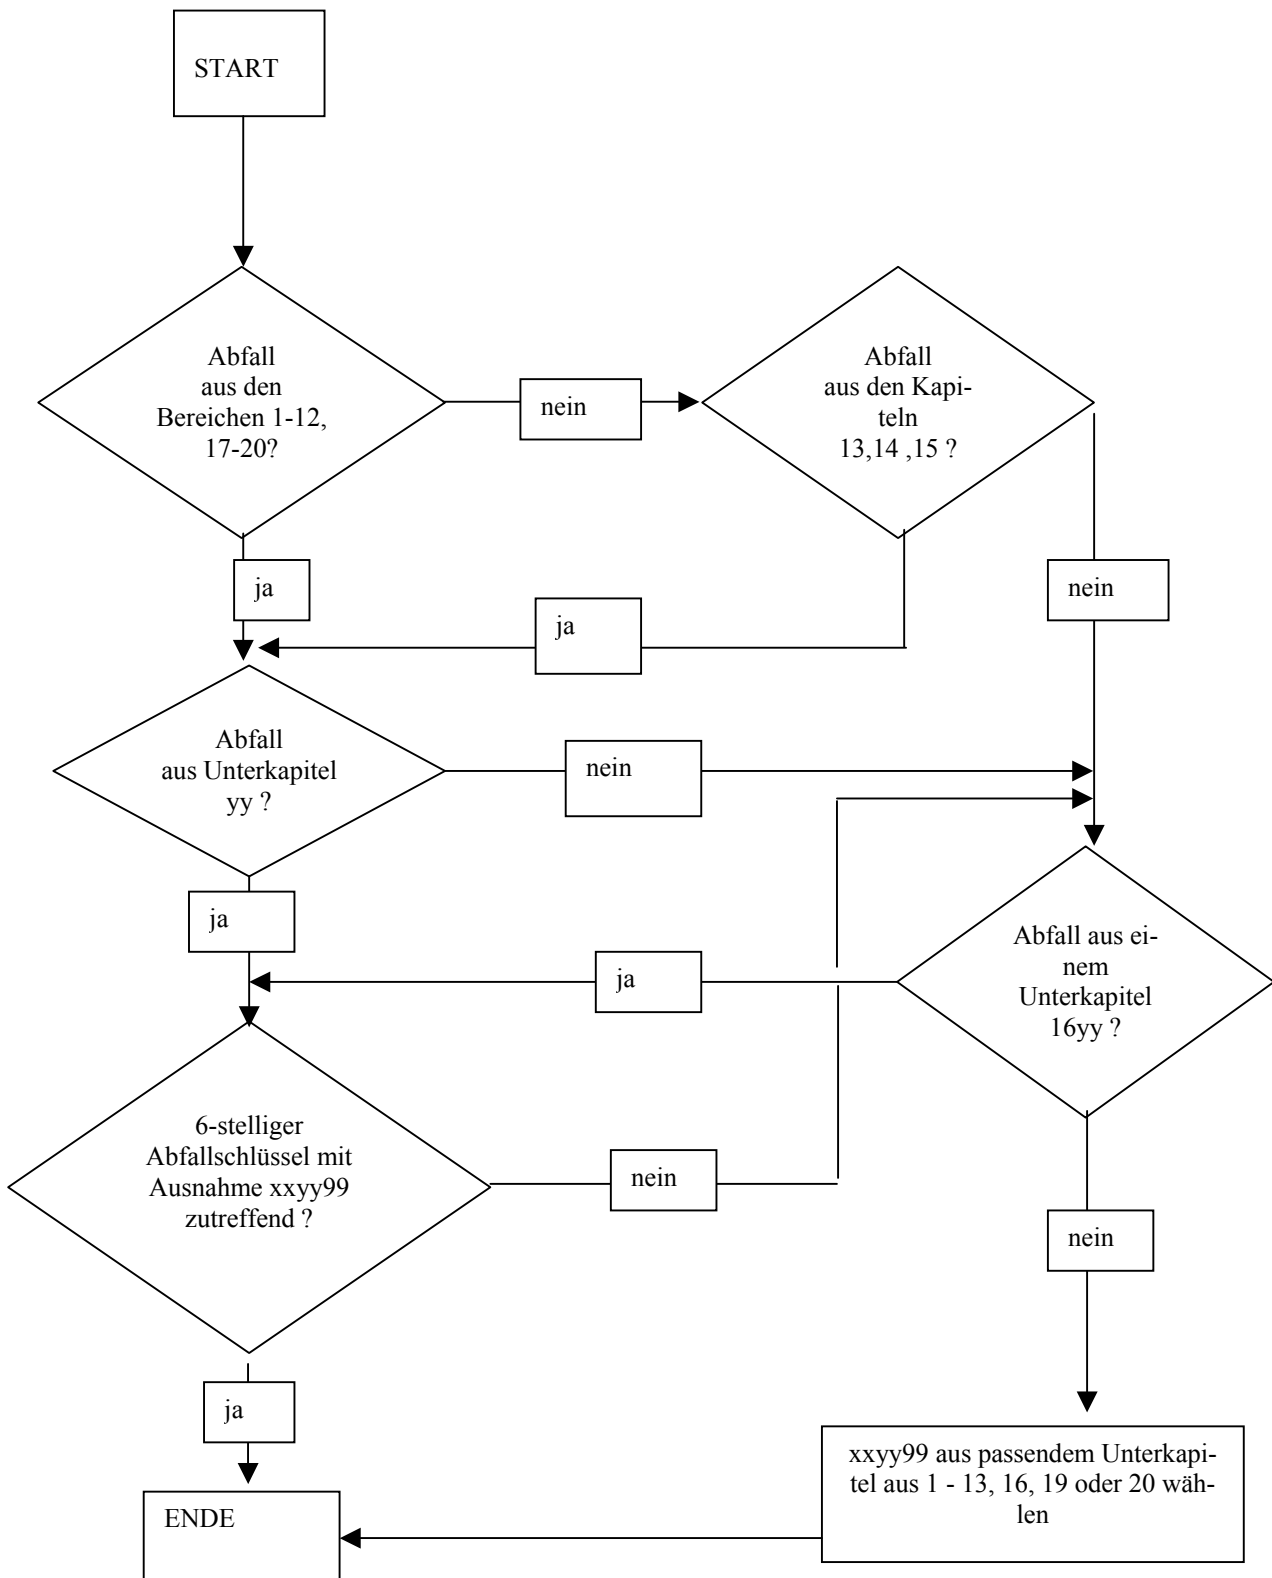 START
Abfall
aus den
Bereichen 1-12,
17-20?
nein
Abfall
aus den Kapi-
teln
13,14 ,15 ?
ja
ja
nein
Abfall
aus Unterkapitel
yy ?
nein
ja
ja
Abfall aus ei-
nem
Unterkapitel
16yy ?
6-stelliger
Abfallschlüssel mit
Ausnahme xxyy99
zutreffend ?
nein
nein
ja
xxyy99 aus passendem Unterkapi-
tel aus 1 - 13, 16, 19 oder 20 wäh-
len
ENDE